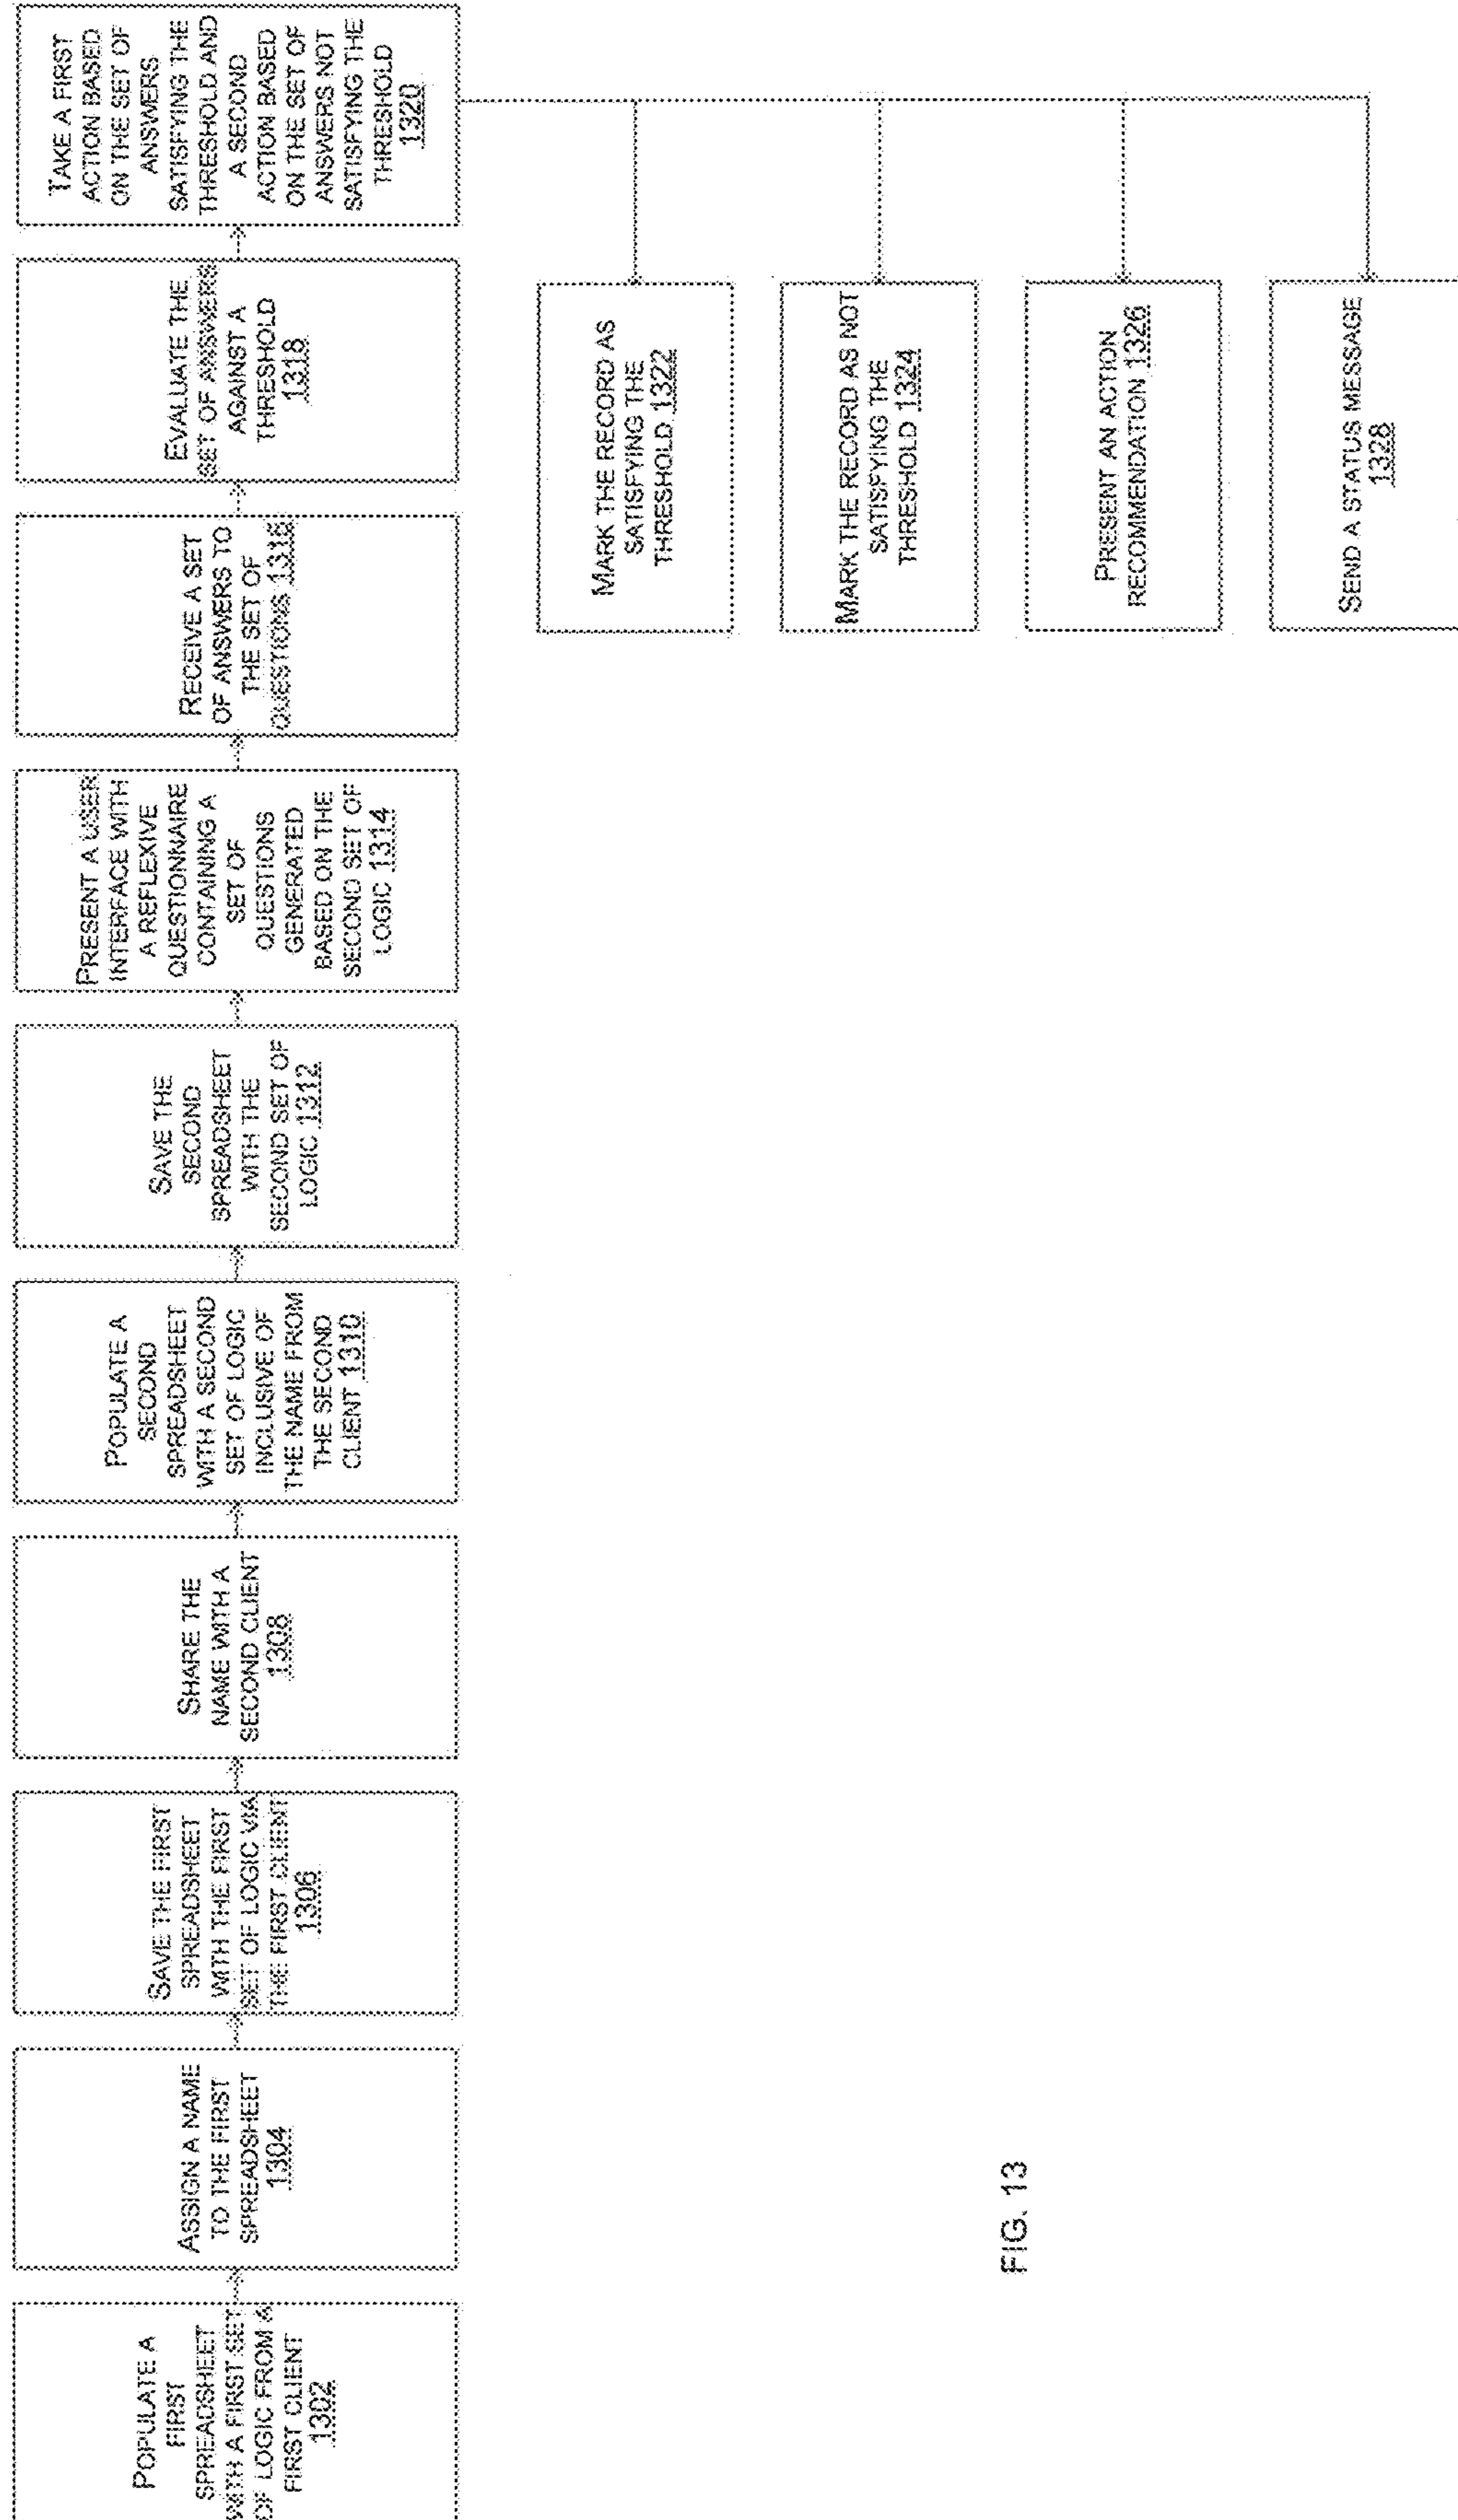 POPULATE A
FIRST
SPREADSHEET
WITH A FIRST SET
OF LOGIC FROM A
FIRST CLIENT
1302
ASSIGN A NAME
TO THE FIRST
SPREADSHEET
1304
SAVE THE FIRST
SPREADSHEET
WITH THE FIRST
SET OF LOGIC VIA
THE FIRST CLIENT
1306
SHARE THE
NAME WITH A
SECOND CLIENT
1308
POPULATE A
SECOND
SPREADSHEET
WITH A SECOND
SET OF LOGIC
INCLUSIVE OF
THE NAME FROM
THE SECOND
CLIENT 1310
SAVE THE
SECOND
SPREADSHEET
WITH THE
SECOND SET OF
LOGIC 1312
PRESENT A USER
INTERFACE WITH
A REFLEXIVE
QUESTIONNAIRE
CONTAINING A
SET OF
QUESTIONS
GENERATED
BASED ON THE
SECOND SET OF
LOGIC 1314
RECEIVE A SET
OF ANSWERS TO
THE SET OF
QUESTIONS 1316
EVALUATE THE
SET OF ANSWERS
AGAINST A
THRESHOLD
1318
TAKE A FIRST
ACTION BASED
ON THE SET OF
ANSWERS
SATISFYING THE
THRESHOLD AND
A SECOND
ACTION BASED
ON THE SET OF
ANSWERS NOT
SATISFYING THE
THRESHOLD
1320
MARK THE RECORD AS
SATISFYING THE
THRESHOLD 1322
MARK THE RECORD AS NOT
SATISFYING THE
THRESHOLD 1324
PRESENT AN ACTION
RECOMMENDATION 1326
SEND A STATUS MESSAGE
1328
FIG. 13